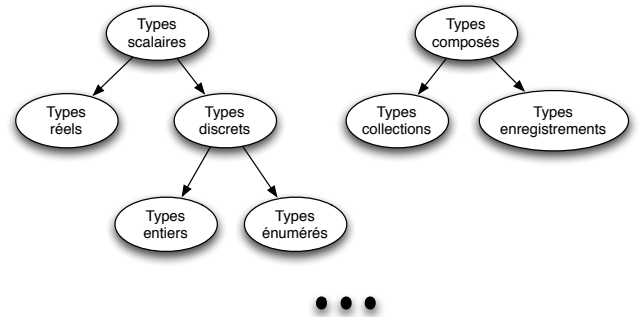 Types
scalaires
Types
composés
Types
réels
Types
discrets
Types
collections
Types
enregistrements
Types
entiers
Types
énumérés